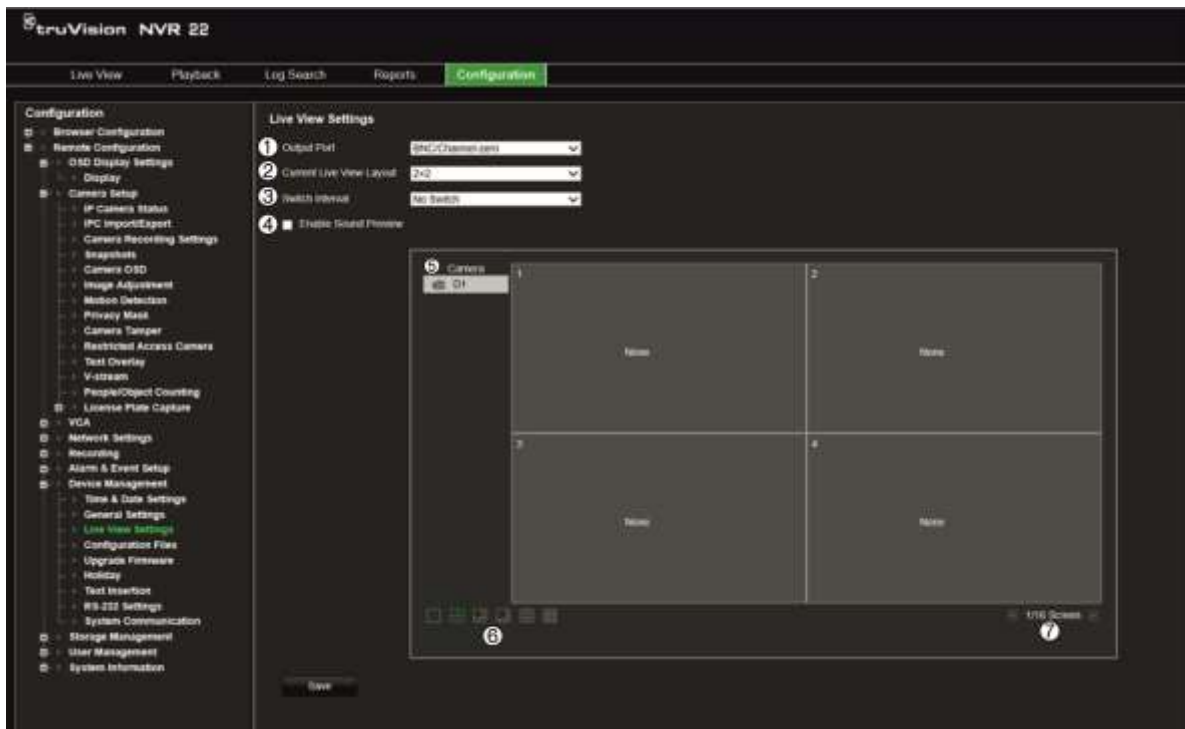 truVision NVR 22
Live View Playback Log Search Reports Configuration
Configuration
Browser Configuration
Remote Configuration
OSD Display Settings
Display
Camera Setup
IP Camera Status
IPC Import/Export
Camera Recording Settings
Snapshots
Camera OSD
Image Adjustment
Motion Detection
Privacy Mask
Camera Tamper
Restricted Access Camera
Text Overlay
V-stream
People/Object Counting
License Plate Capture
VCA
Network Settings
Recording
Alarm & Event Setup
Device Management
Time & Date Settings
General Settings
Live View Settings
Configuration Files
Upgrade Firmware
Holiday
Text Insertion
RS-232 Settings
System Communication
Storage Management
User Management
System Information
Live View Settings
1 Output Port BNC/Channel-zero
2 Current Live View Layout 2×2
3 Switch Interval No Switch
4 Enable Sound Preview
5 Camera
D1
1
2
None
None
3
4
None
None
6
1/16 Screen
7
Save